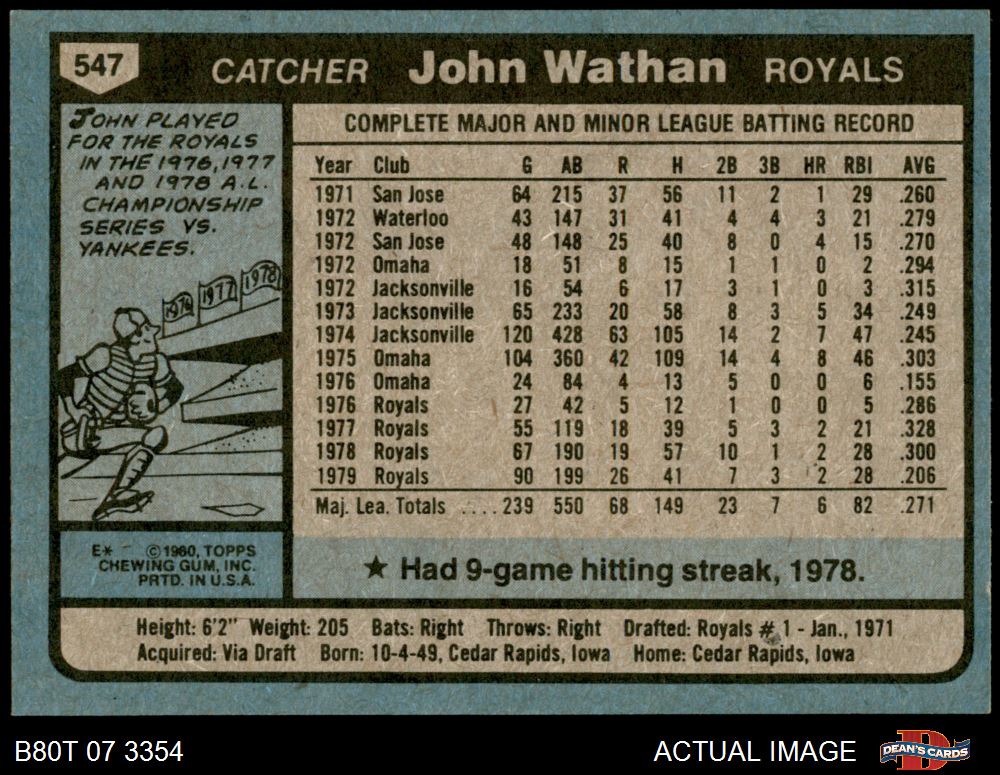 547 CATCHER John Wathan ROYALS
JOHN PLAYED
FOR THE ROYALS
IN THE 1976, 1977
AND 1978 A.L.
CHAMPIONSHIP
SERIES VS.
YANKEES.
1976 1977 1978
E* ©1980, TOPPS
CHEWING GUM, INC.
PRTD. IN U.S.A.
COMPLETE MAJOR AND MINOR LEAGUE BATTING RECORD
Year Club G AB R H 2B 3B HR RBI AVG
1971 San Jose 64 215 37 56 11 2 1 29 .260
1972 Waterloo 43 147 31 41 4 4 3 21 .279
1972 San Jose 48 148 25 40 8 0 4 15 .270
1972 Omaha 18 51 8 15 1 1 0 2 .294
1972 Jacksonville 16 54 6 17 3 1 0 3 .315
1973 Jacksonville 65 233 20 58 8 3 5 34 .249
1974 Jacksonville 120 428 63 105 14 2 7 47 .245
1975 Omaha 104 360 42 109 14 4 8 46 .303
1976 Omaha 24 84 4 13 5 0 0 6 .155
1976 Royals 27 42 5 12 1 0 0 5 .286
1977 Royals 55 119 18 39 5 3 2 21 .328
1978 Royals 67 190 19 57 10 1 2 28 .300
1979 Royals 90 199 26 41 7 3 2 28 .206
Maj. Lea. Totals ....239 550 68 149 23 7 6 82 .271
★ Had 9-game hitting streak, 1978.
Height: 6'2" Weight: 205 Bats: Right Throws: Right Drafted: Royals #1 - Jan., 1971
Acquired: Via Draft Born: 10-4-49, Cedar Rapids, Iowa Home: Cedar Rapids, Iowa
B80T 07 3354 ACTUAL IMAGE DEAN'S CARDS